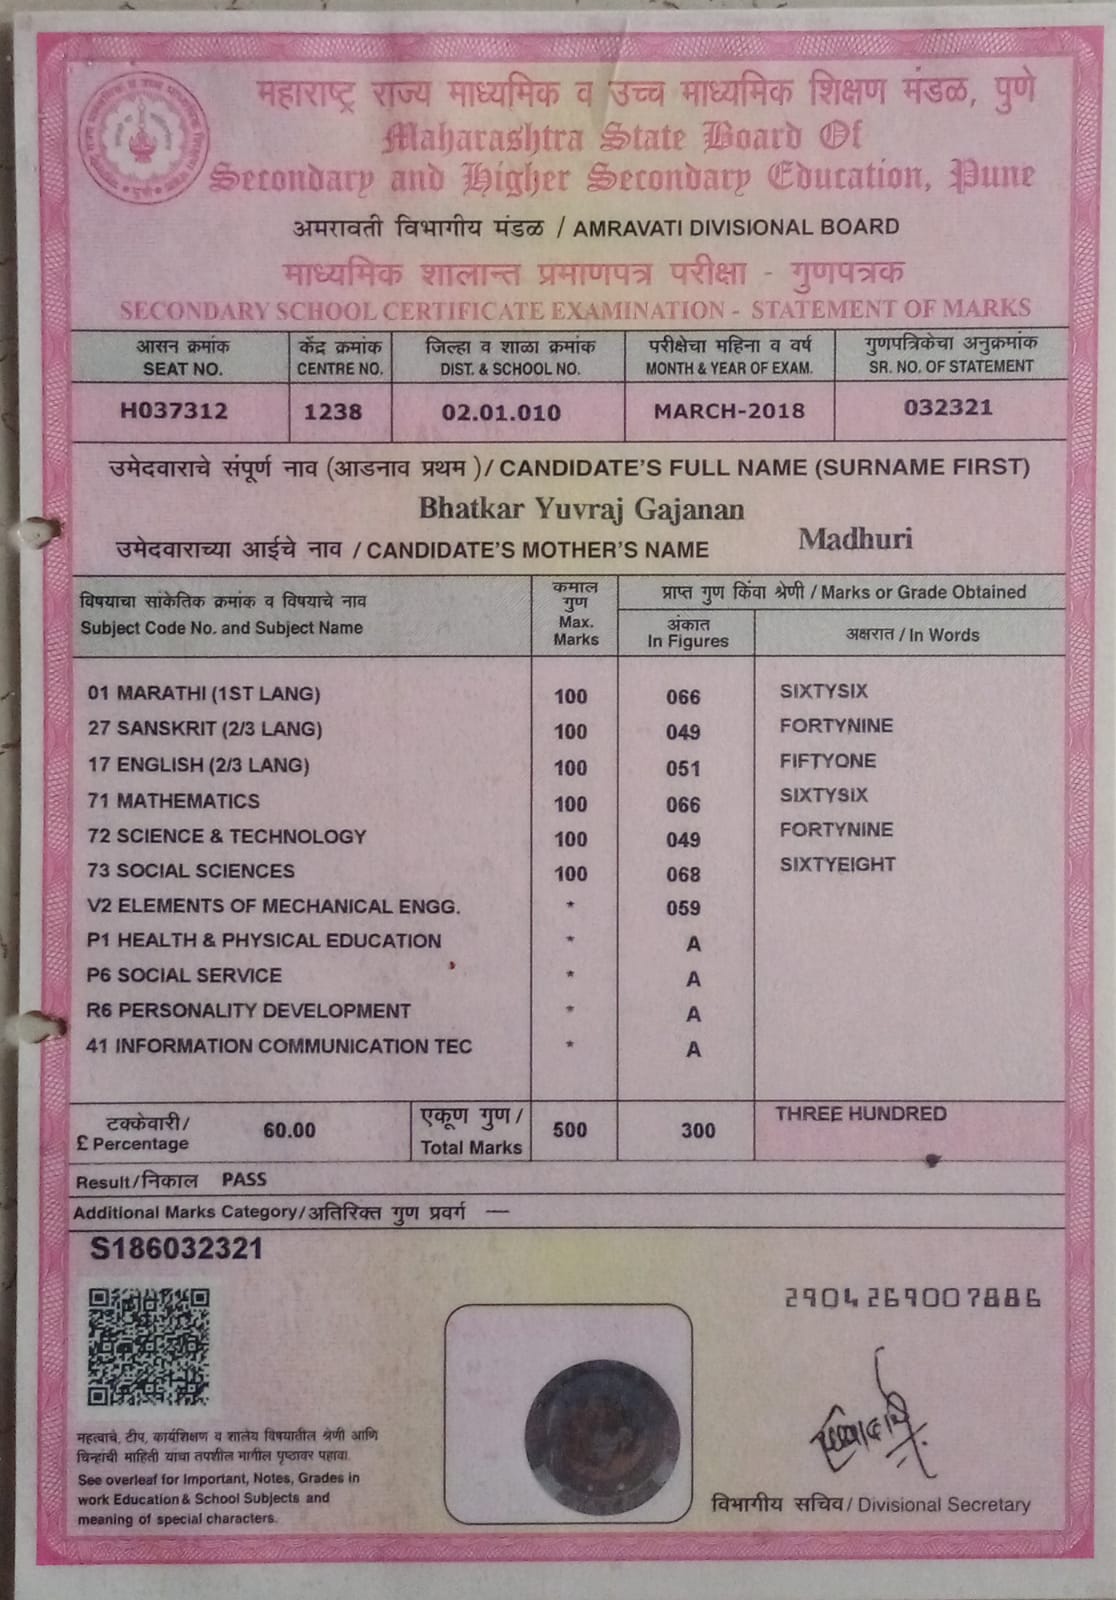 महाराष्ट्र राज्य माध्यमिक व उच्च माध्यमिक शिक्षण मंडळ, पुणे
Maharashtra State Board Of
Secondary and Higher Secondary Education, Pune
अमरावती विभागीय मंडळ / AMRAVATI DIVISIONAL BOARD
माध्यमिक शालान्त प्रमाणपत्र परीक्षा - गुणपत्रक
SECONDARY SCHOOL CERTIFICATE EXAMINATION - STATEMENT OF MARKS
आसन क्रमांक केंद्र क्रमांक जिल्हा व शाळा क्रमांक परीक्षेचा महिना व वर्ष गुणपत्रिकेचा अनुक्रमांक
SEAT NO. CENTRE NO. DIST. & SCHOOL NO. MONTH & YEAR OF EXAM. SR. NO. OF STATEMENT
H037312 1238 02.01.010 MARCH-2018 032321
उमेदवाराचे संपूर्ण नाव (आडनाव प्रथम )/ CANDIDATE'S FULL NAME (SURNAME FIRST)
Bhatkar Yuvraj Gajanan
उमेदवाराच्या आईचे नाव / CANDIDATE'S MOTHER'S NAME Madhuri
विषयाचा सांकेतिक क्रमांक व विषयाचे नाव
Subject Code No. and Subject Name
कमाल
गुण
Max.
Marks
प्राप्त गुण किंवा श्रेणी / Marks or Grade Obtained
अंकात
In Figures
अक्षरात / In Words
01 MARATHI (1ST LANG) 100 066 SIXTYSIX
27 SANSKRIT (2/3 LANG) 100 049 FORTYNINE
17 ENGLISH (2/3 LANG) 100 051 FIFTYONE
71 MATHEMATICS 100 066 SIXTYSIX
72 SCIENCE & TECHNOLOGY 100 049 FORTYNINE
73 SOCIAL SCIENCES 100 068 SIXTYEIGHT
V2 ELEMENTS OF MECHANICAL ENGG. * 059
P1 HEALTH & PHYSICAL EDUCATION * A
P6 SOCIAL SERVICE * A
R6 PERSONALITY DEVELOPMENT * A
41 INFORMATION COMMUNICATION TEC * A
टक्केवारी/
£ Percentage 60.00
एकूण गुण /
Total Marks 500 300 THREE HUNDRED
Result/निकाल PASS
Additional Marks Category/अतिरिक्त गुण प्रवर्ग —
S186032321
2904269007886
महत्वाचे, टीप, कार्यशिक्षण व शालेय विषयातील श्रेणी आणि
चिन्हांची माहिती यांचा तपशील मागील पृष्ठावर पहावा.
See overleaf for Important, Notes, Grades in
work Education & School Subjects and
meaning of special characters.
विभागीय सचिव / Divisional Secretary